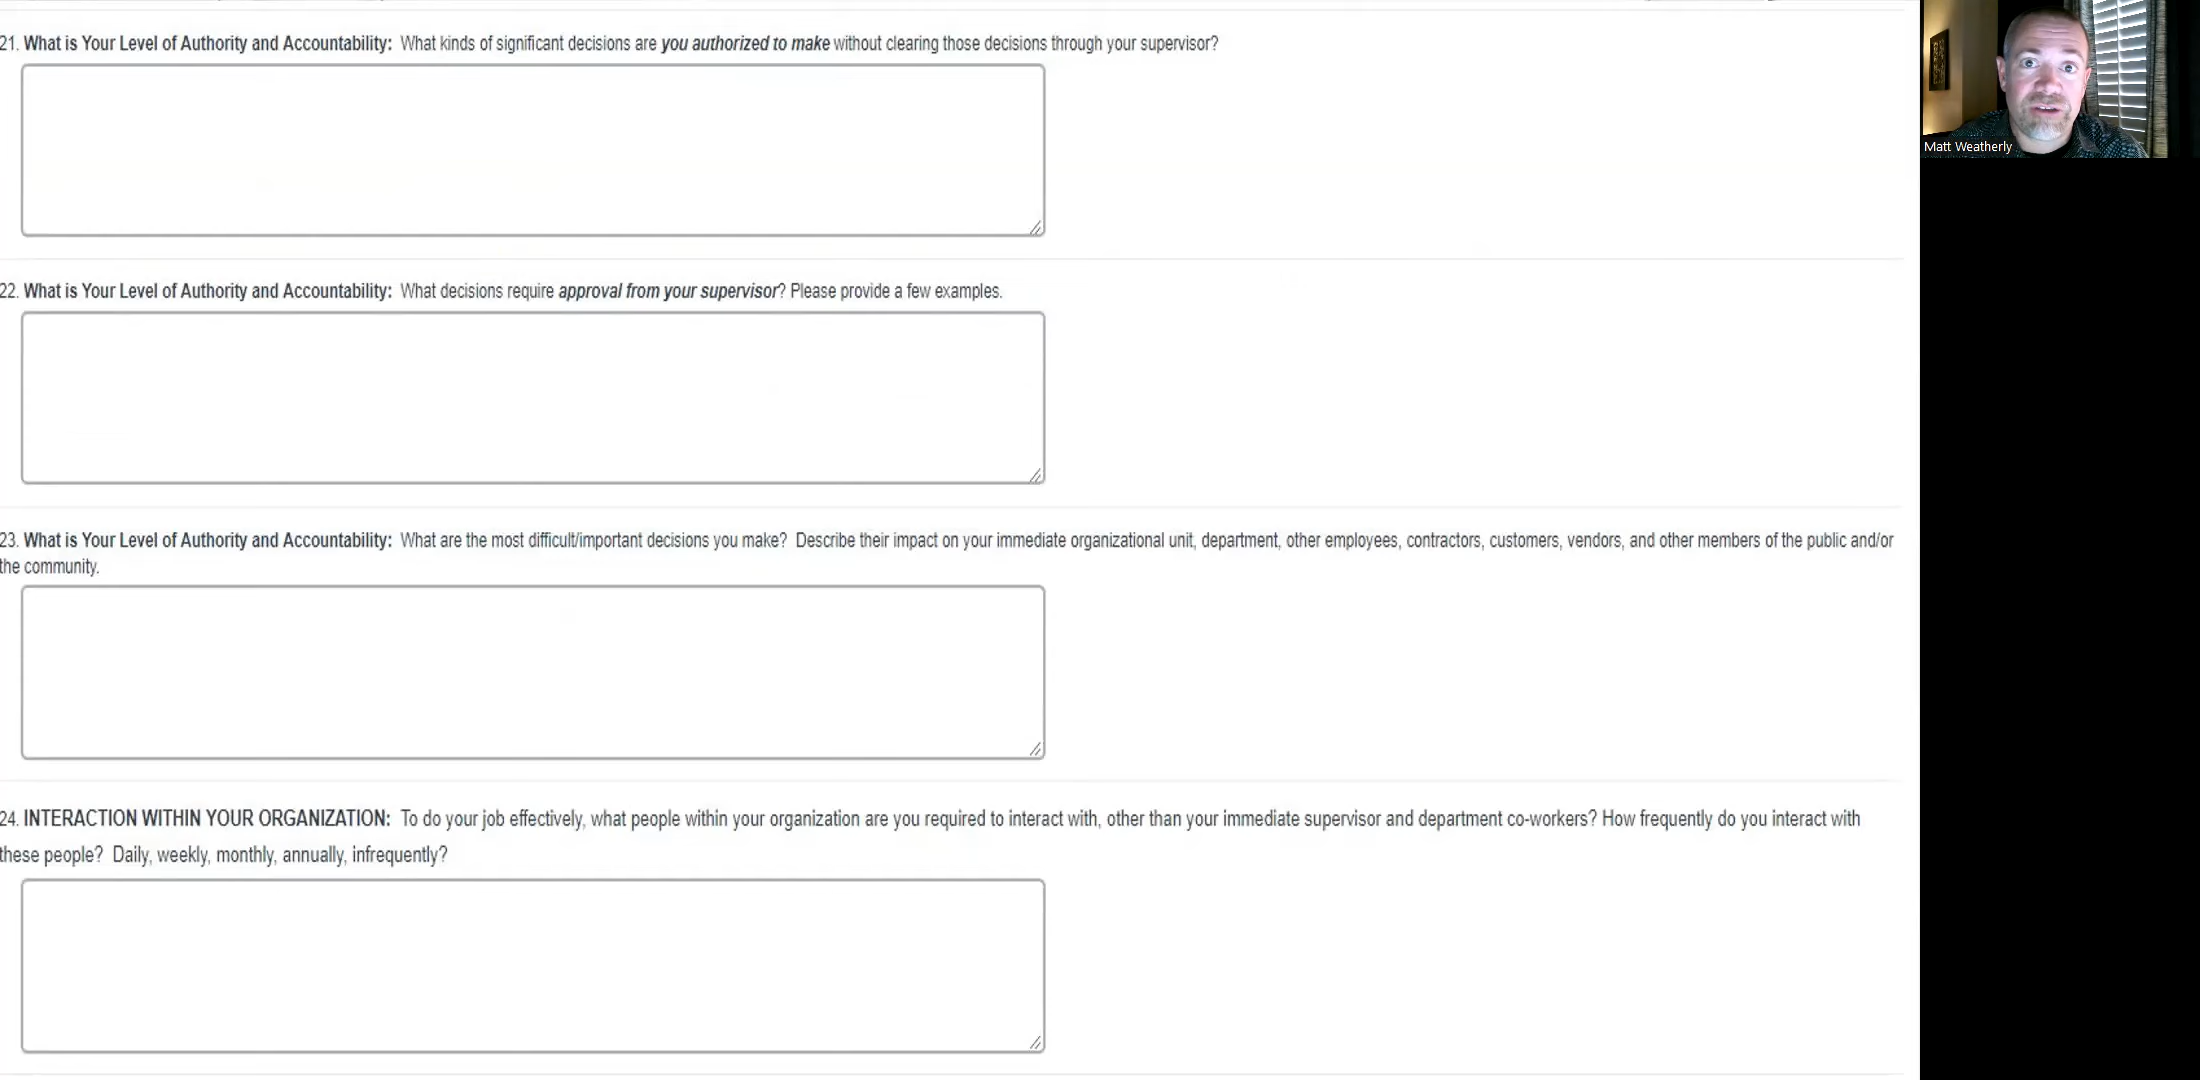 21. What is Your Level of Authority and Accountability: What kinds of significant decisions are you authorized to make without clearing those decisions through your supervisor?
22. What is Your Level of Authority and Accountability: What decisions require approval from your supervisor? Please provide a few examples.
23. What is Your Level of Authority and Accountability: What are the most difficult/important decisions you make? Describe their impact on your immediate organizational unit, department, other employees, contractors, customers, vendors, and other members of the public and/or
the community.
24. INTERACTION WITHIN YOUR ORGANIZATION: To do your job effectively, what people within your organization are you required to interact with, other than your immediate supervisor and department co-workers? How frequently do you interact with
these people? Daily, weekly, monthly, annually, infrequently?
Matt Weatherly